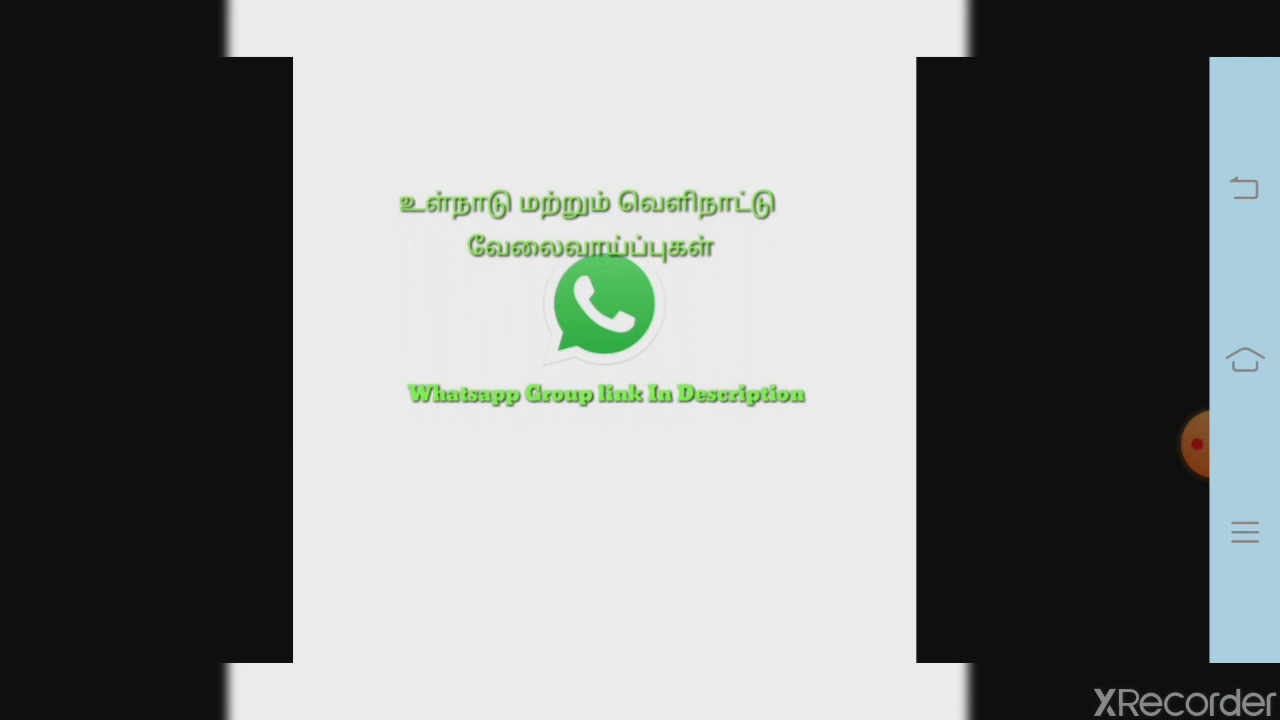 உள்நாடு மற்றும் வெளிநாட்டு
வேலைவாய்ப்புகள்
Whatsapp Group link In Description
XRecorder